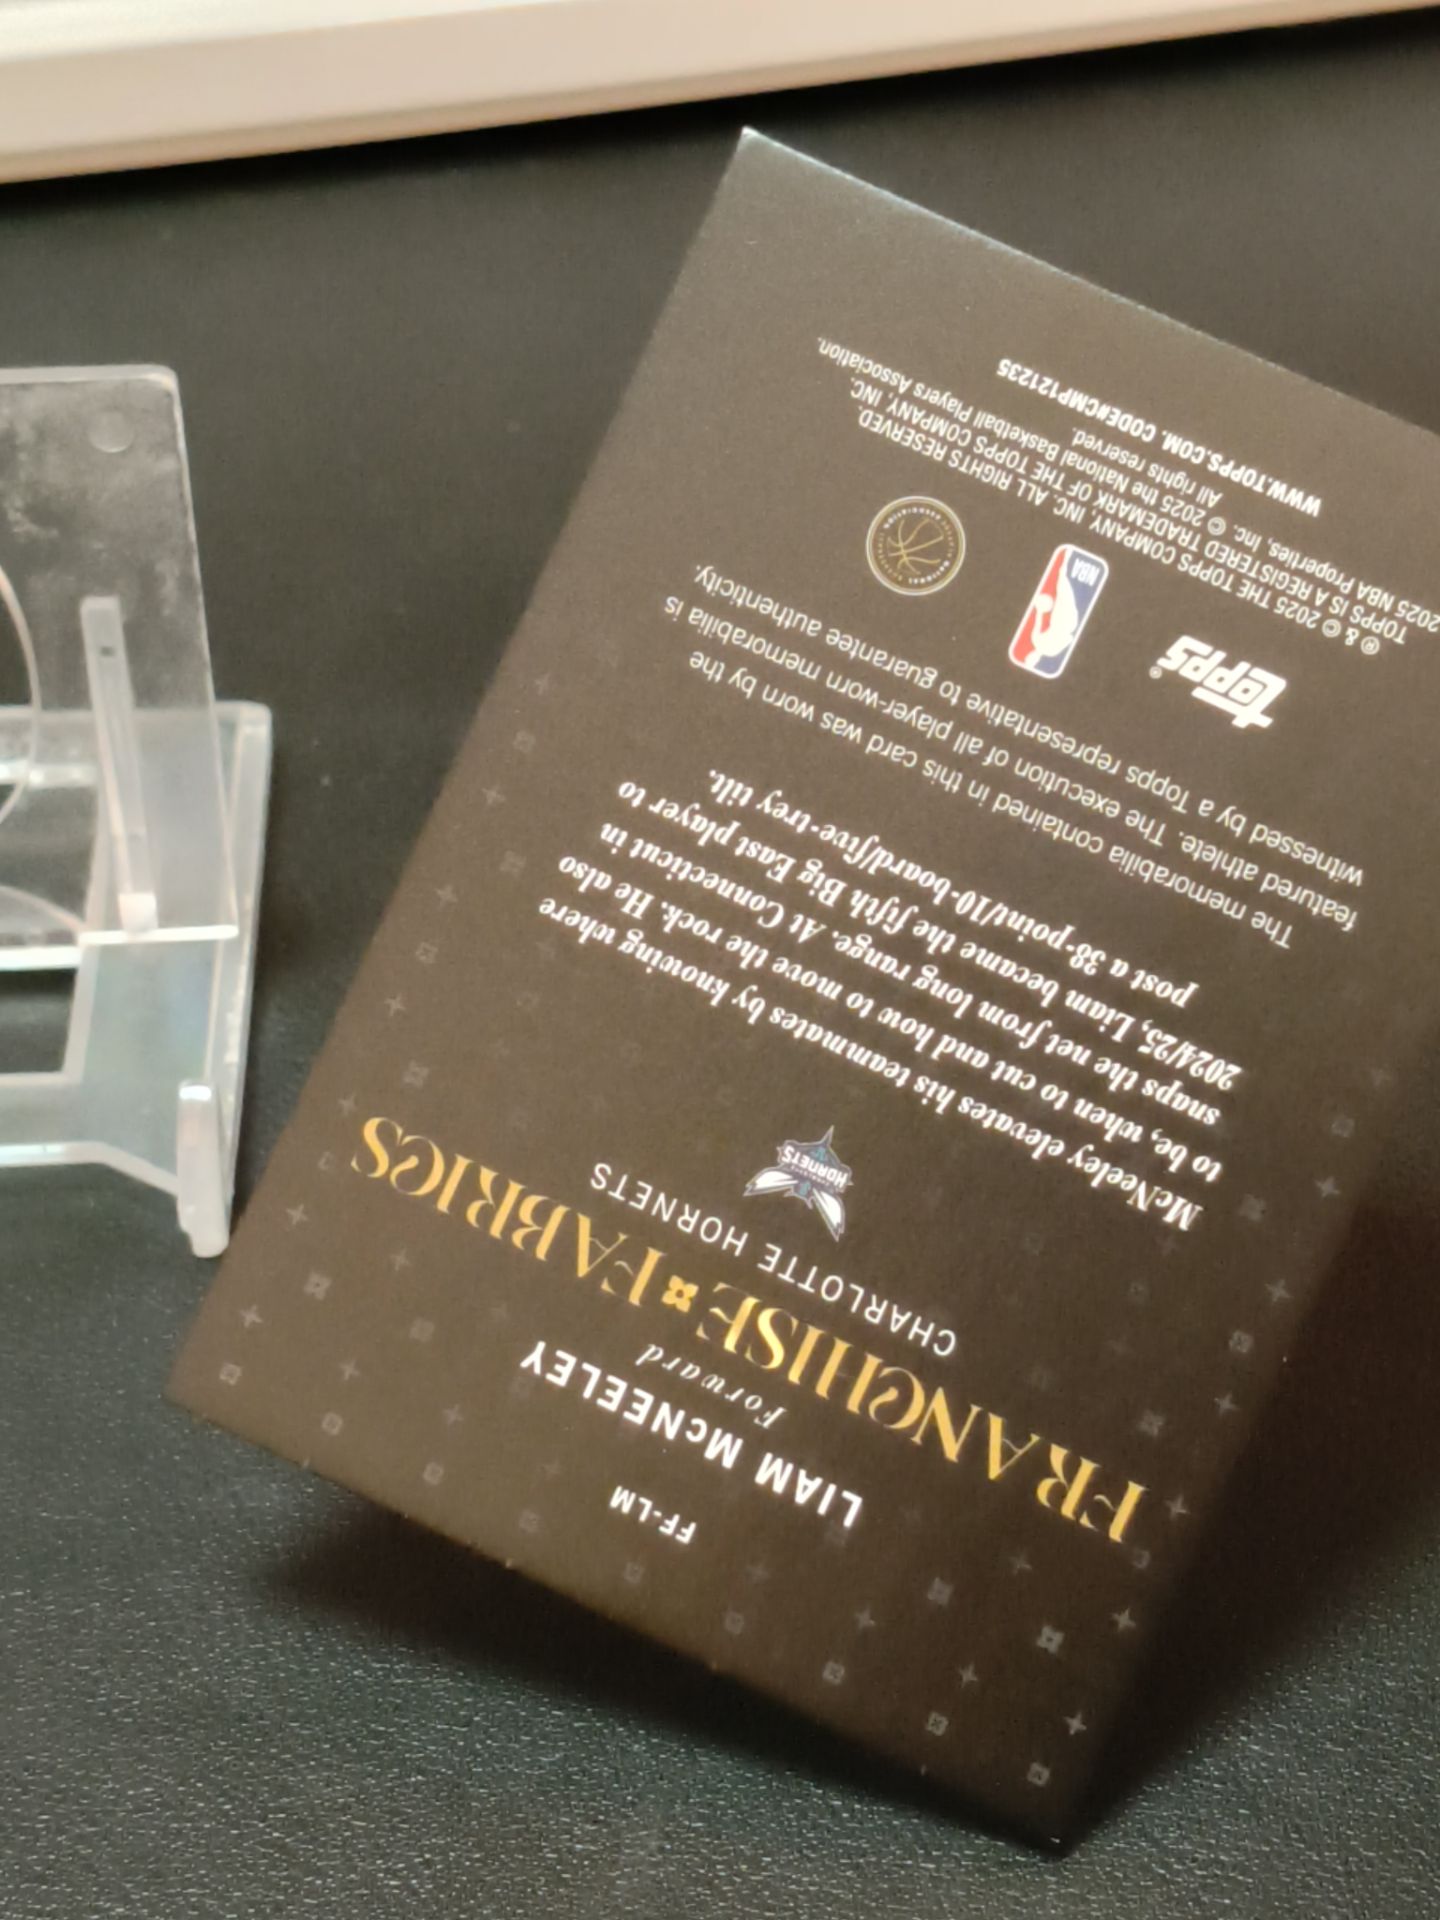 FF-LM
LIAM McNEELEY
Forward
FRANCHISE FABRICS
CHARLOTTE HORNETS
HORNETS
McNeeley elevates his teammates by knowing where
to be, when to cut and how to move the rock. He also
snaps the net from long range. At Connecticut in
2024/25, Liam became the fifth Big East player to
post a 38-point/10-board/five-trey tilt.
The memorabilia contained in this card was worn by the
featured athlete. The execution of all player-worn memorabilia is
witnessed by a Topps representative to guarantee authenticity.
topps®
NBA
® & © 2025 THE TOPPS COMPANY, INC. ALL RIGHTS RESERVED.
TOPPS IS A REGISTERED TRADEMARK OF THE TOPPS COMPANY, INC.
2025 NBA Properties, Inc. © 2025 the National Basketball Players Association.
All rights reserved.
WWW.TOPPS.COM. CODE#CMP121235